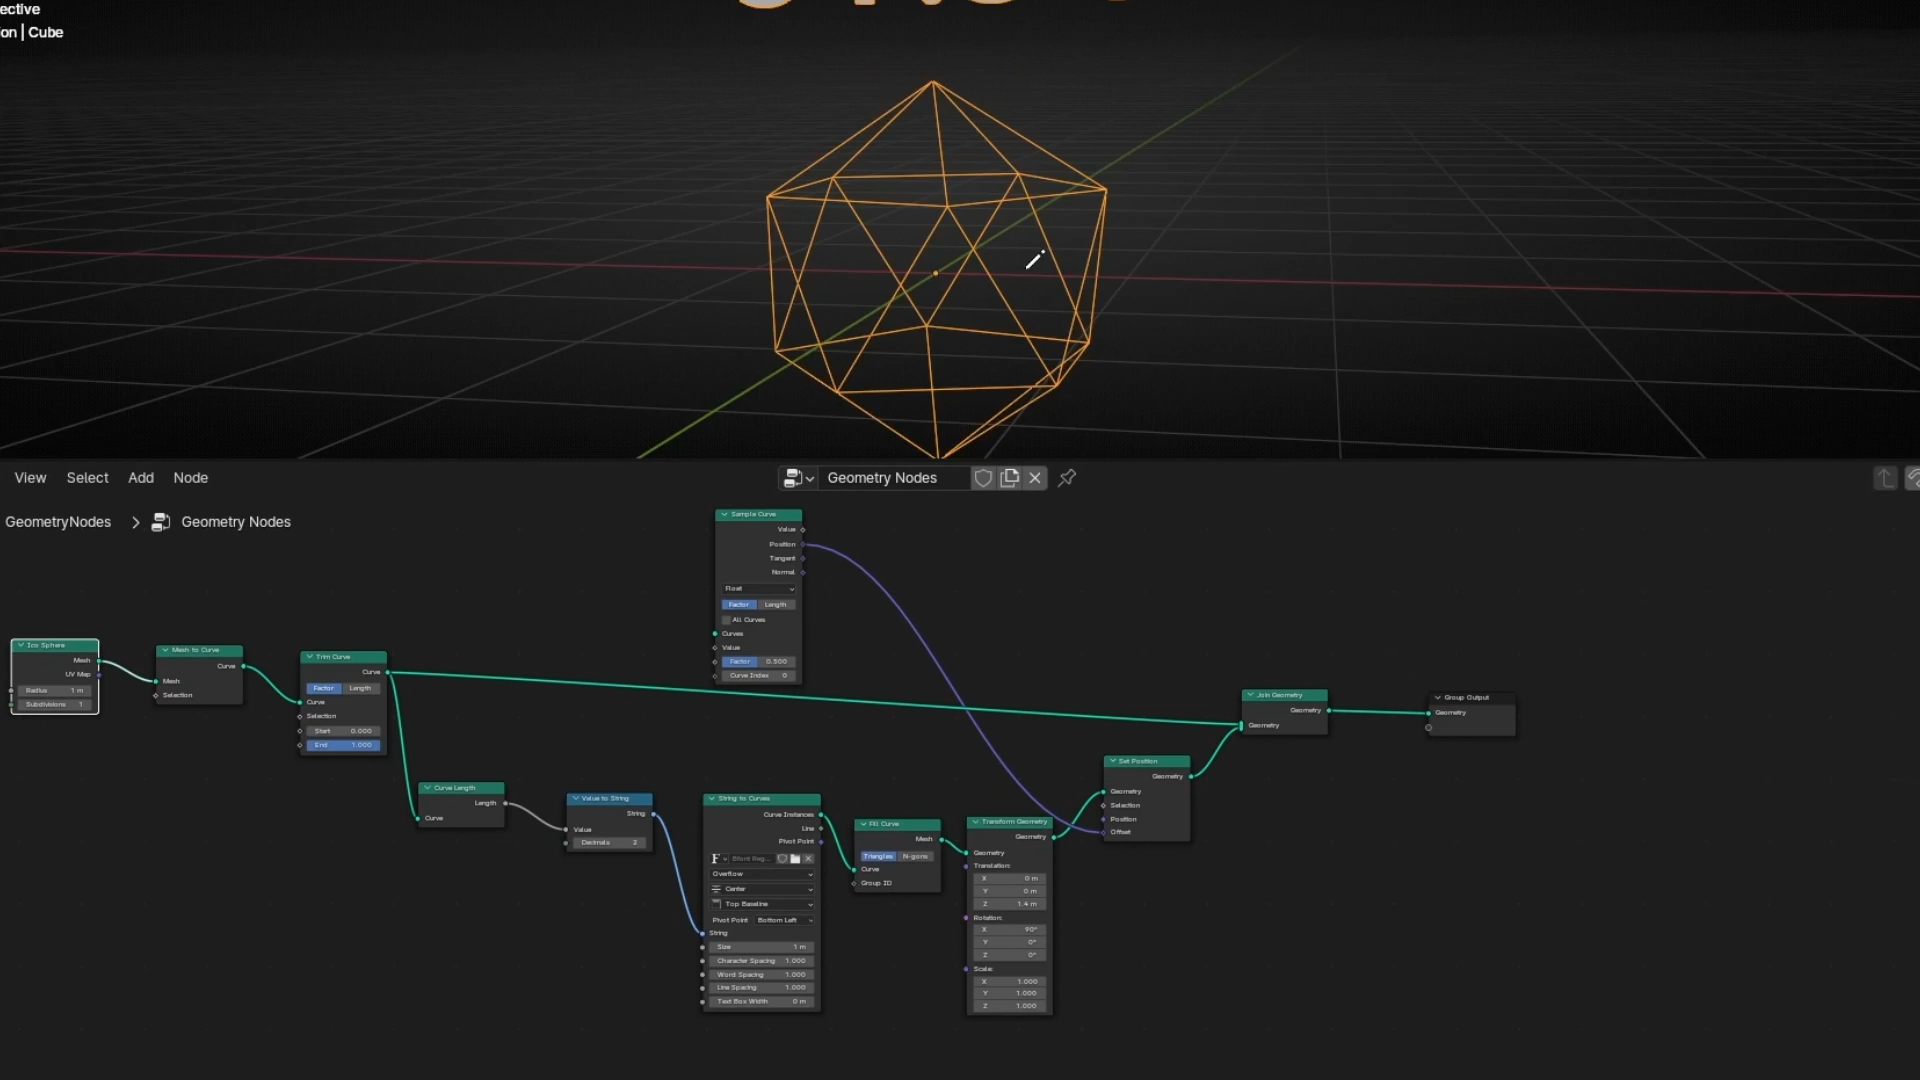 ective
on | Cube
View Select Add Node
Geometry Nodes
GeometryNodes > Geometry Nodes
Sample Curve
Value
Position
Tangent
Normal
Float
Factor Length
All Curves
Curves
Value
Factor 0.500
Curve Index 0
Ico Sphere
Mesh
UV Map
Radius 1 m
Subdivisions 1
Mesh to Curve
Curve
Mesh
Selection
Trim Curve
Curve
Factor Length
Curve
Selection
Start 0.000
End 1.000
Curve Length
Length
Curve
Value to String
String
Value
Decimals 2
String to Curves
Curve Instances
Line
Pivot Point
Bfont Reg...
Overflow
Center
Top Baseline
Pivot Point Bottom Left
String
Size 1 m
Character Spacing 1.000
Word Spacing 1.000
Line Spacing 1.000
Text Box Width 0 m
Fill Curve
Mesh
Triangles N-gons
Curve
Group ID
Transform Geometry
Geometry
Geometry
Translation:
X 0 m
Y 0 m
Z 1.4 m
Rotation:
X 90°
Y 0°
Z 0°
Scale:
X 1.000
Y 1.000
Z 1.000
Set Position
Geometry
Geometry
Selection
Position
Offset
Join Geometry
Geometry
Geometry
Group Output
Geometry